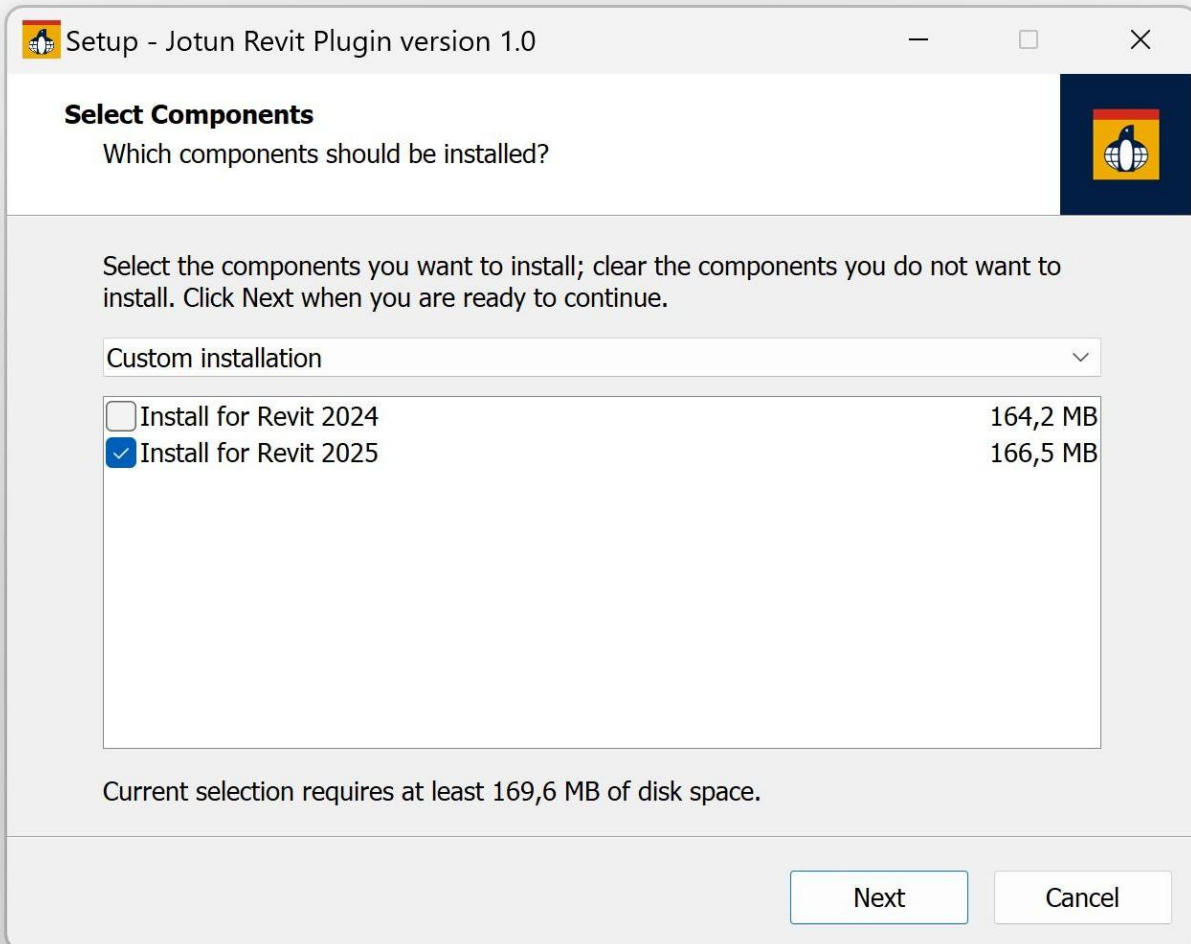 Setup - Jotun Revit Plugin version 1.0
Select Components
Which components should be installed?
Select the components you want to install; clear the components you do not want to
install. Click Next when you are ready to continue.
Custom installation
Install for Revit 2024 164,2 MB
Install for Revit 2025 166,5 MB
Current selection requires at least 169,6 MB of disk space.
Next Cancel